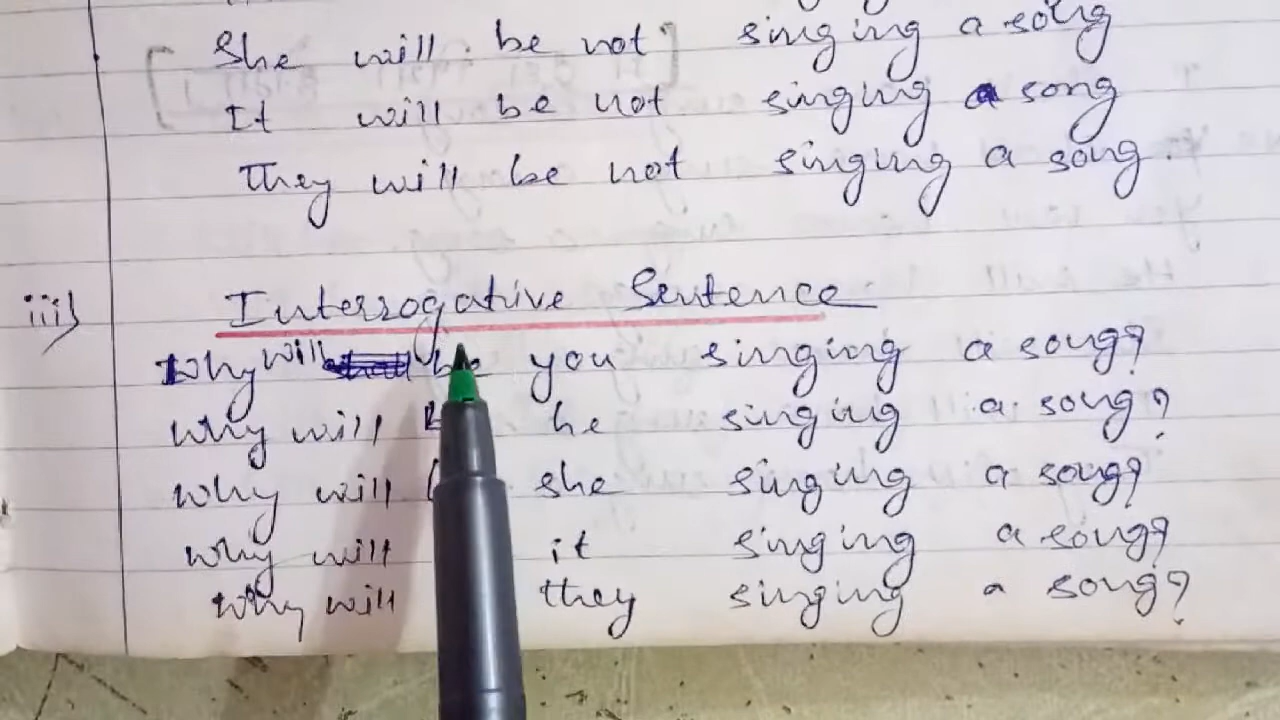 She will be not singing a song
It will be not singing a song
They will be not singing a song.
iii) Interrogative Sentence
Why will be you singing a song?
Why will he singing a song?
Why will she singing a song?
Why will it singing a song?
Why will they singing a song?